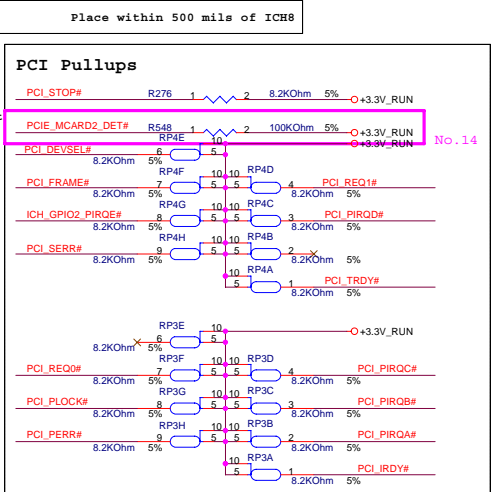 Place within 500 mils of ICH8
PCI Pullups
PCI_STOP# R276 1 2 8.2KOhm 5% +3.3V_RUN
PCIE_MCARD2_DET# R548 1 2 100KOhm 5% +3.3V_RUN
No.14
RP4E 10 +3.3V_RUN
PCI_DEVSEL# 6 5
8.2KOhm 5%
RP4F 10 10 RP4D
PCI_FRAME# 7 5 5 4 PCI_REQ1#
8.2KOhm 5% 8.2KOhm 5%
RP4G 10 10 RP4C
ICH_GPIO2_PIRQE# 8 5 5 3 PCI_PIRQD#
8.2KOhm 5% 8.2KOhm 5%
RP4H 10 10 RP4B
PCI_SERR# 9 5 5 2
8.2KOhm 5% 8.2KOhm 5%
10 RP4A
5 1 PCI_TRDY#
8.2KOhm 5%
RP3E 10 +3.3V_RUN
6 5
8.2KOhm 5%
RP3F 10 10 RP3D
PCI_REQ0# 7 5 5 4 PCI_PIRQC#
8.2KOhm 5% 8.2KOhm 5%
RP3G 10 10 RP3C
PCI_PLOCK# 8 5 5 3 PCI_PIRQB#
8.2KOhm 5% 8.2KOhm 5%
RP3H 10 10 RP3B
PCI_PERR# 9 5 5 2 PCI_PIRQA#
8.2KOhm 5% 8.2KOhm 5%
10 RP3A
5 1 PCI_IRDY#
8.2KOhm 5%